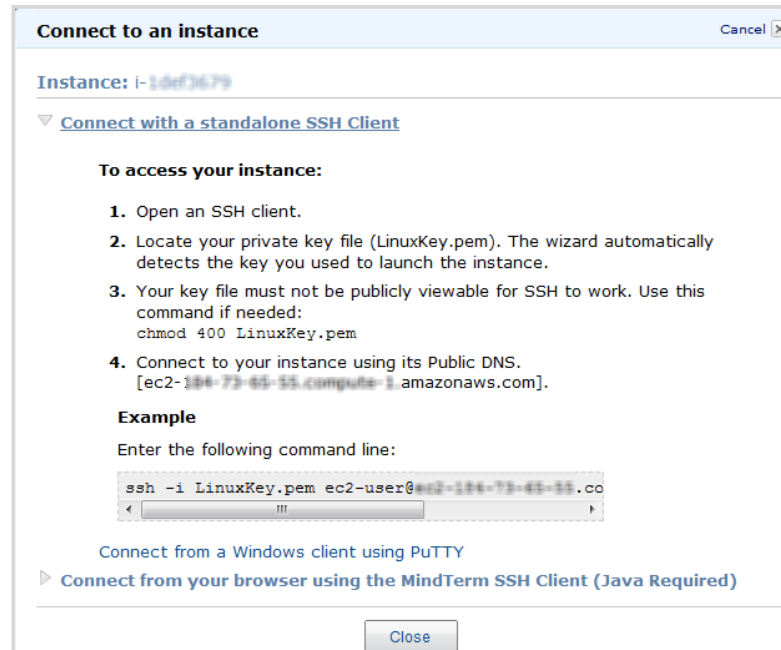 Connect to an instance
Cancel
Instance: i-
Connect with a standalone SSH Client
To access your instance:
1. Open an SSH client.
2. Locate your private key file (LinuxKey.pem). The wizard automatically
detects the key you used to launch the instance.
3. Your key file must not be publicly viewable for SSH to work. Use this
command if needed:
chmod 400 LinuxKey.pem
4. Connect to your instance using its Public DNS.
[ec2- amazonaws.com].
Example
Enter the following command line:
ssh -i LinuxKey.pem ec2-user@ .co
Connect from a Windows client using PuTTY
Connect from your browser using the MindTerm SSH Client (Java Required)
Close